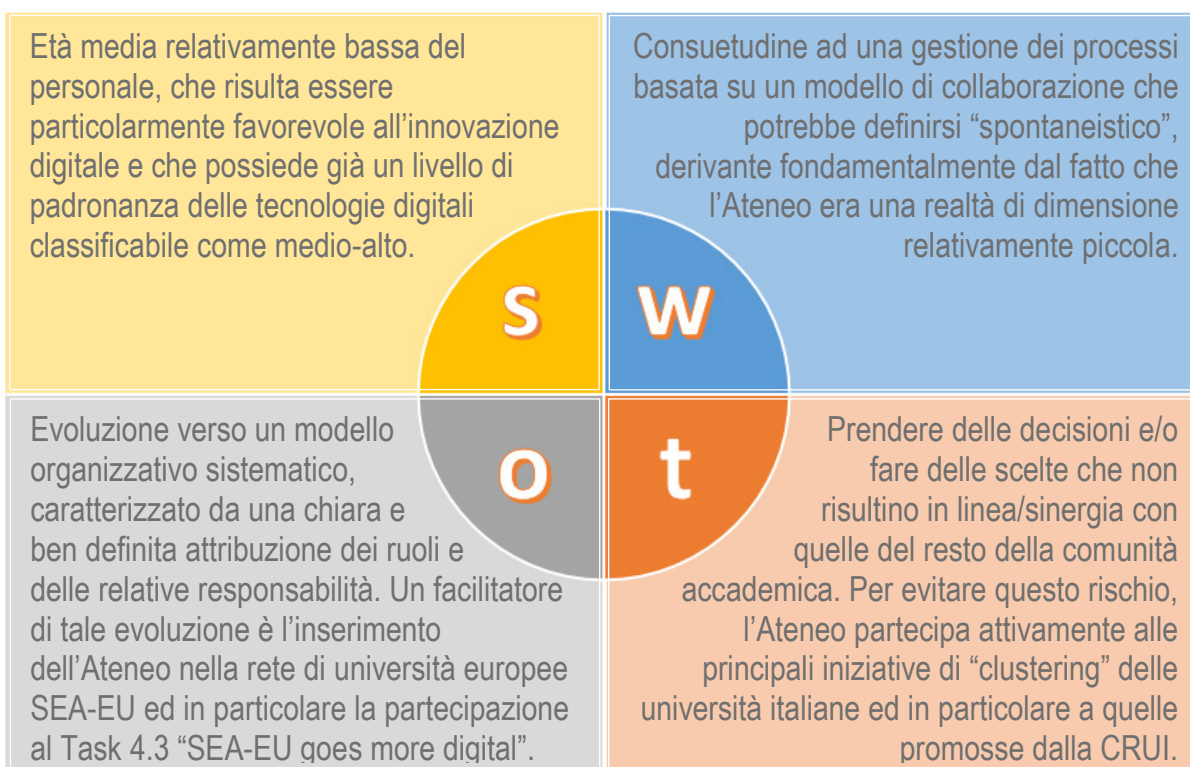 Età media relativamente bassa del
personale, che risulta essere
particolarmente favorevole all’innovazione
digitale e che possiede già un livello di
padronanza delle tecnologie digitali
classificabile come medio-alto.
S
Consuetudine ad una gestione dei processi
basata su un modello di collaborazione che
potrebbe definirsi “spontaneistico”,
derivante fondamentalmente dal fatto che
l’Ateneo era una realtà di dimensione
relativamente piccola.
W
Evoluzione verso un modello
organizzativo sistematico,
caratterizzato da una chiara e
ben definita attribuzione dei ruoli e
delle relative responsabilità. Un facilitatore
di tale evoluzione è l’inserimento
dell’Ateneo nella rete di università europee
SEA-EU ed in particolare la partecipazione
al Task 4.3 “SEA-EU goes more digital”.
O
Prendere delle decisioni e/o
fare delle scelte che non
risultino in linea/sinergia con
quelle del resto della comunità
accademica. Per evitare questo rischio,
l’Ateneo partecipa attivamente alle
principali iniziative di “clustering” delle
università italiane ed in particolare a quelle
promosse dalla CRUI.
t